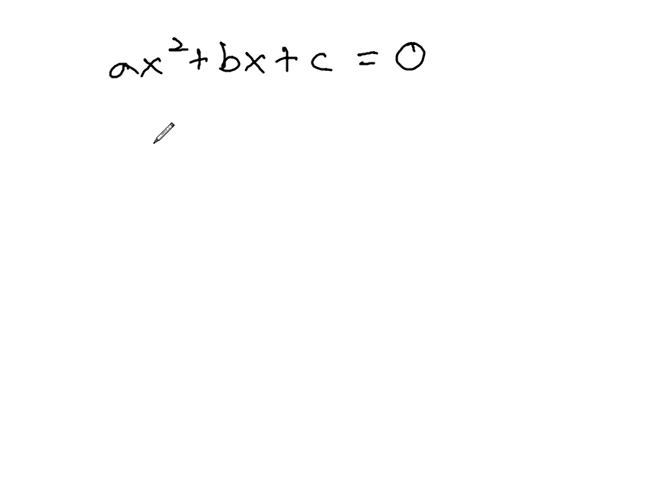 ax²+bx+c = 0